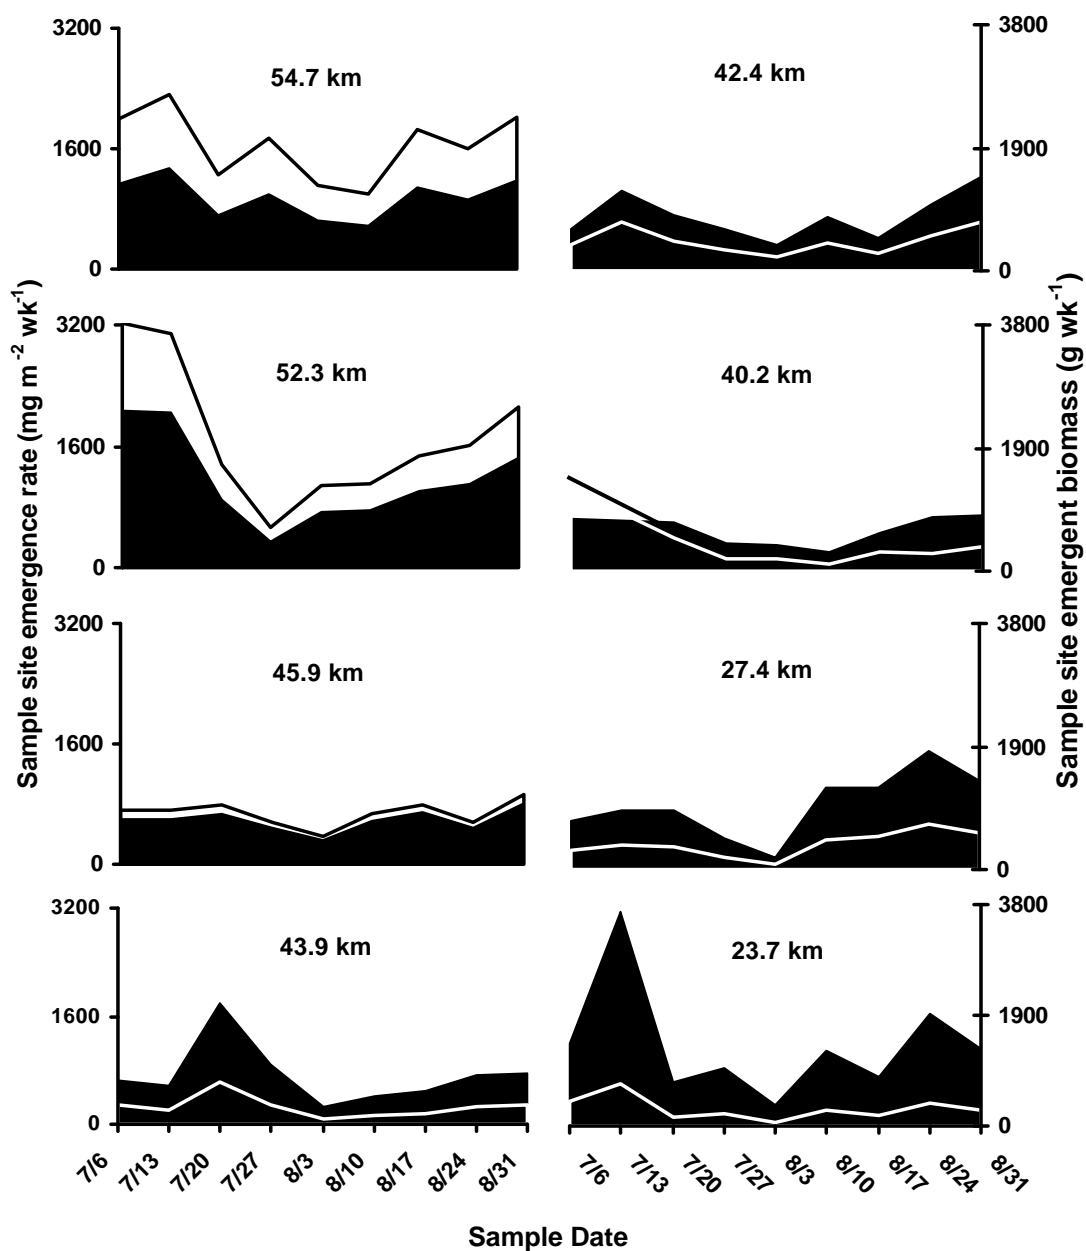 3200
1600
0
54.7 km
42.4 km
3800
1900
0
3200
1600
0
52.3 km
40.2 km
3800
1900
0
3200
1600
0
45.9 km
27.4 km
3800
1900
0
3200
1600
0
43.9 km
23.7 km
3800
1900
0
Sample site emergence rate (mg m⁻² wk⁻¹)
Sample site emergent biomass (g wk⁻¹)
7/6 7/13 7/20 7/27 8/3 8/10 8/17 8/24 8/31
7/6 7/13 7/20 7/27 8/3 8/10 8/17 8/24 8/31
Sample Date